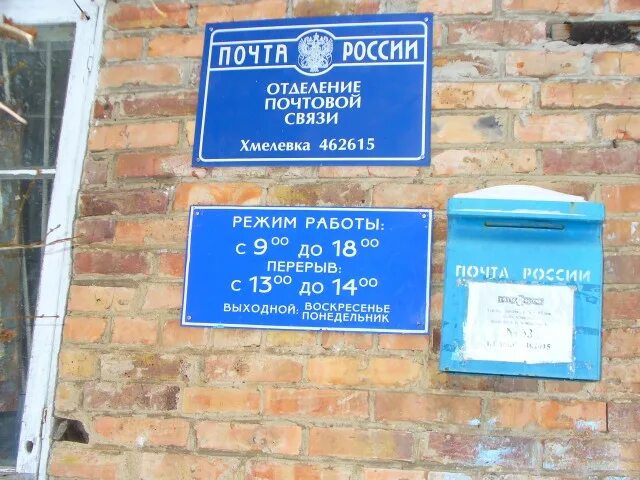 ПОЧТА РОССИИ
ОТДЕЛЕНИЕ
ПОЧТОВОЙ
СВЯЗИ
Хмелевка 462615
РЕЖИМ РАБОТЫ:
с 9⁰⁰ до 18⁰⁰
ПЕРЕРЫВ:
с 13⁰⁰ до 14⁰⁰
ВЫХОДНОЙ: ВОСКРЕСЕНЬЕ
ПОНЕДЕЛЬНИК
ПОЧТА РОССИИ